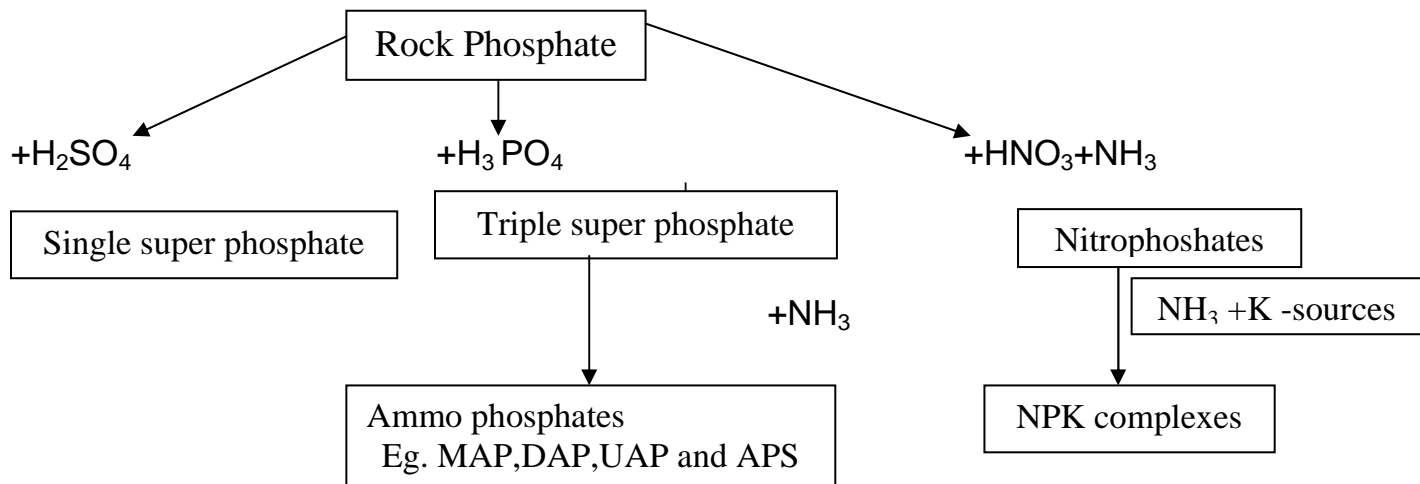 Rock Phosphate
+H₂SO₄
+H₃ PO₄
+HNO₃+NH₃
Single super phosphate
Triple super phosphate
Nitrophoshates
+NH₃
NH₃ +K -sources
Ammo phosphates
Eg. MAP,DAP,UAP and APS
NPK complexes